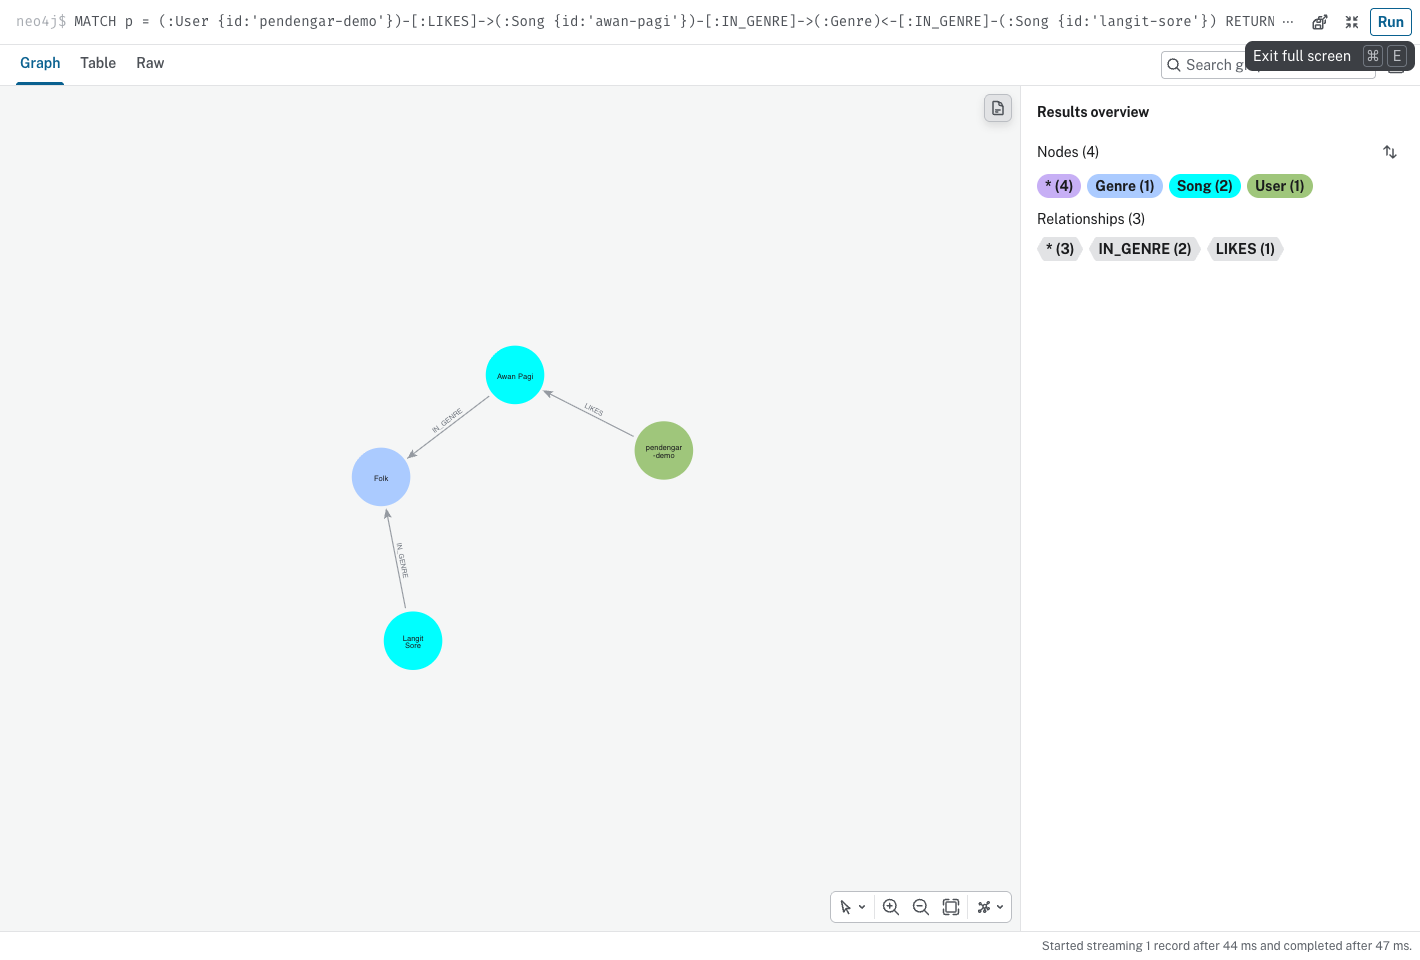 neo4j$ MATCH p = (:User {id:'pendengar-demo'})-[:LIKES]->(:Song {id:'awan-pagi'})-[:IN_GENRE]->(:Genre)<-[:IN_GENRE]-(:Song {id:'langit-sore'}) RETURN ···
Run
Exit full screen ⌘ E
Graph Table Raw
Search g
Results overview
Nodes (4)
* (4) Genre (1) Song (2) User (1)
Relationships (3)
* (3) IN_GENRE (2) LIKES (1)
Awan Pagi
LIKES
IN_GENRE
pendengar
-demo
Folk
IN_GENRE
Langit
Sore
Started streaming 1 record after 44 ms and completed after 47 ms.